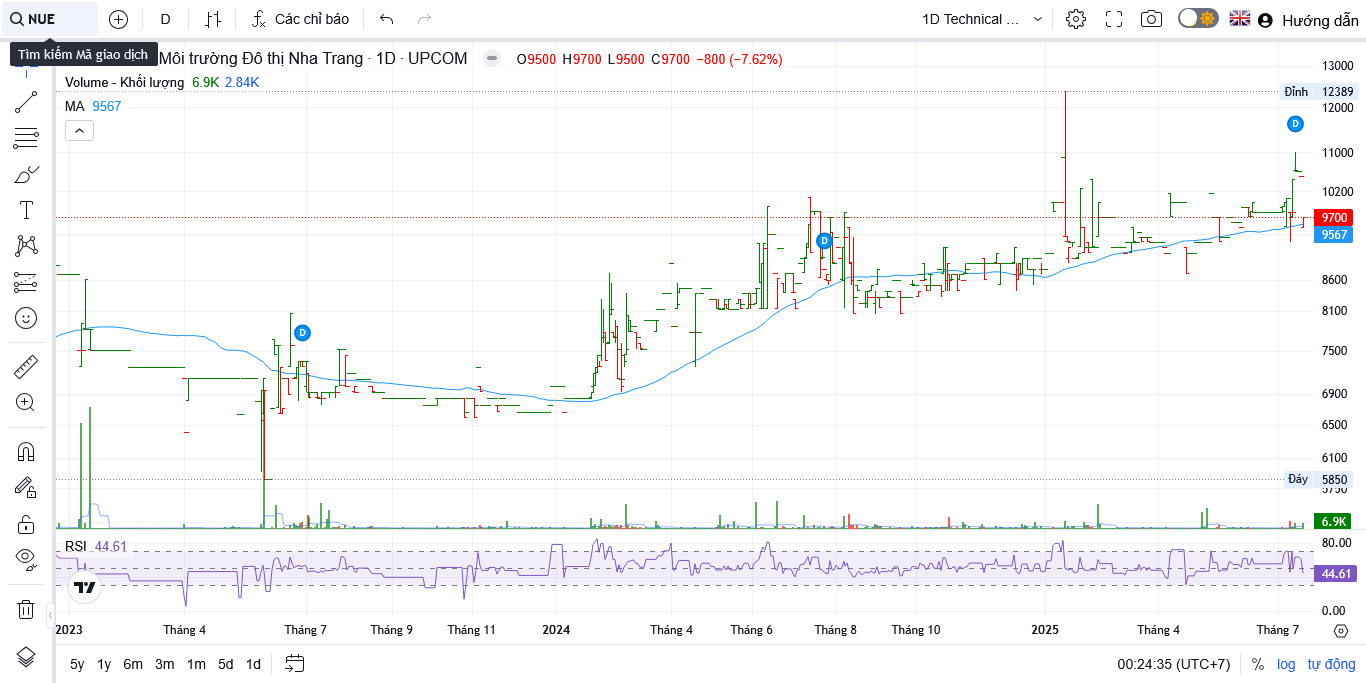 NUE
D
Các chỉ báo
1D Technical ...
Hướng dẫn
Tìm kiếm Mã giao dịch
Môi trường Đô thị Nha Trang · 1D · UPCOM
O9500 H9700 L9500 C9700 −800 (−7.62%)
Volume - Khối lượng 6.9K 2.84K
MA 9567
13000
Đỉnh 12389
12000
D
11000
10200
9700
D
9567
8600
8100
D
7500
6900
6500
6100
Đáy 5850
5750
6.9K
RSI 44.61
80.00
44.61
0.00
2023 Tháng 4 Tháng 7 Tháng 9 Tháng 11 2024 Tháng 4 Tháng 6 Tháng 8 Tháng 10 2025 Tháng 4 Tháng 7
5y 1y 6m 3m 1m 5d 1d
00:24:35 (UTC+7) % log tự động